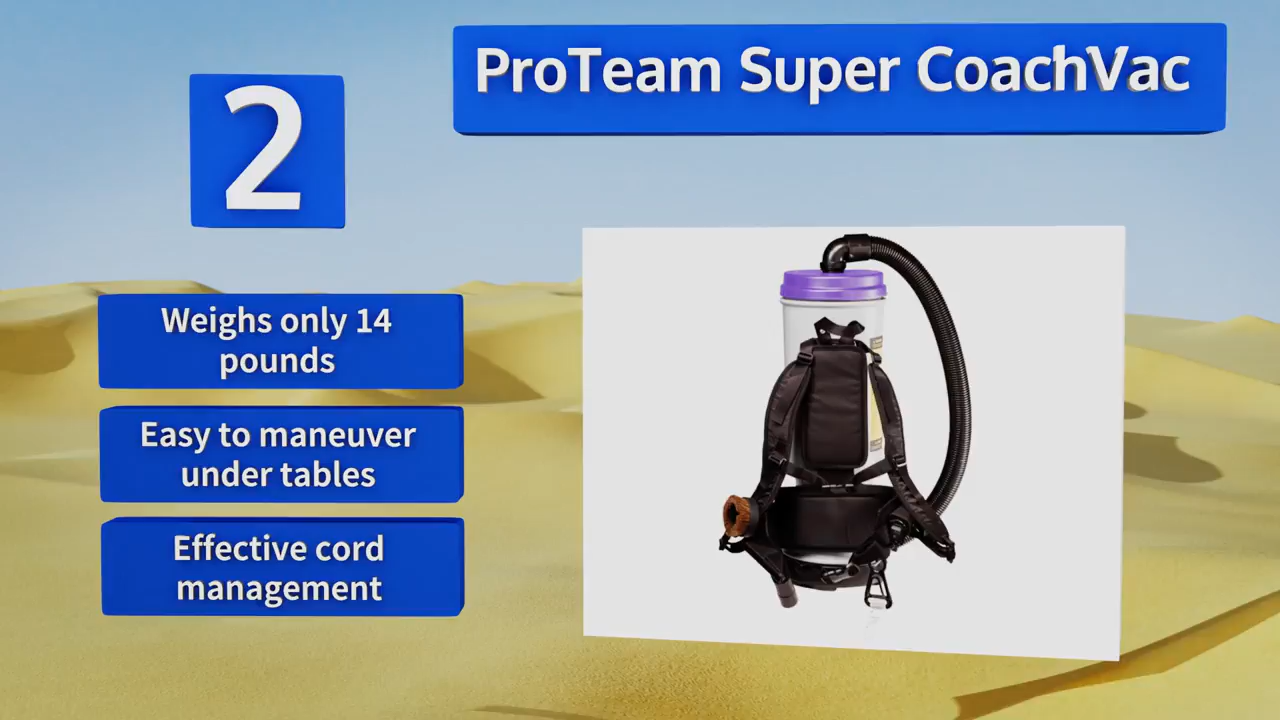 2
ProTeam Super CoachVac
Weighs only 14
pounds
Easy to maneuver
under tables
Effective cord
management